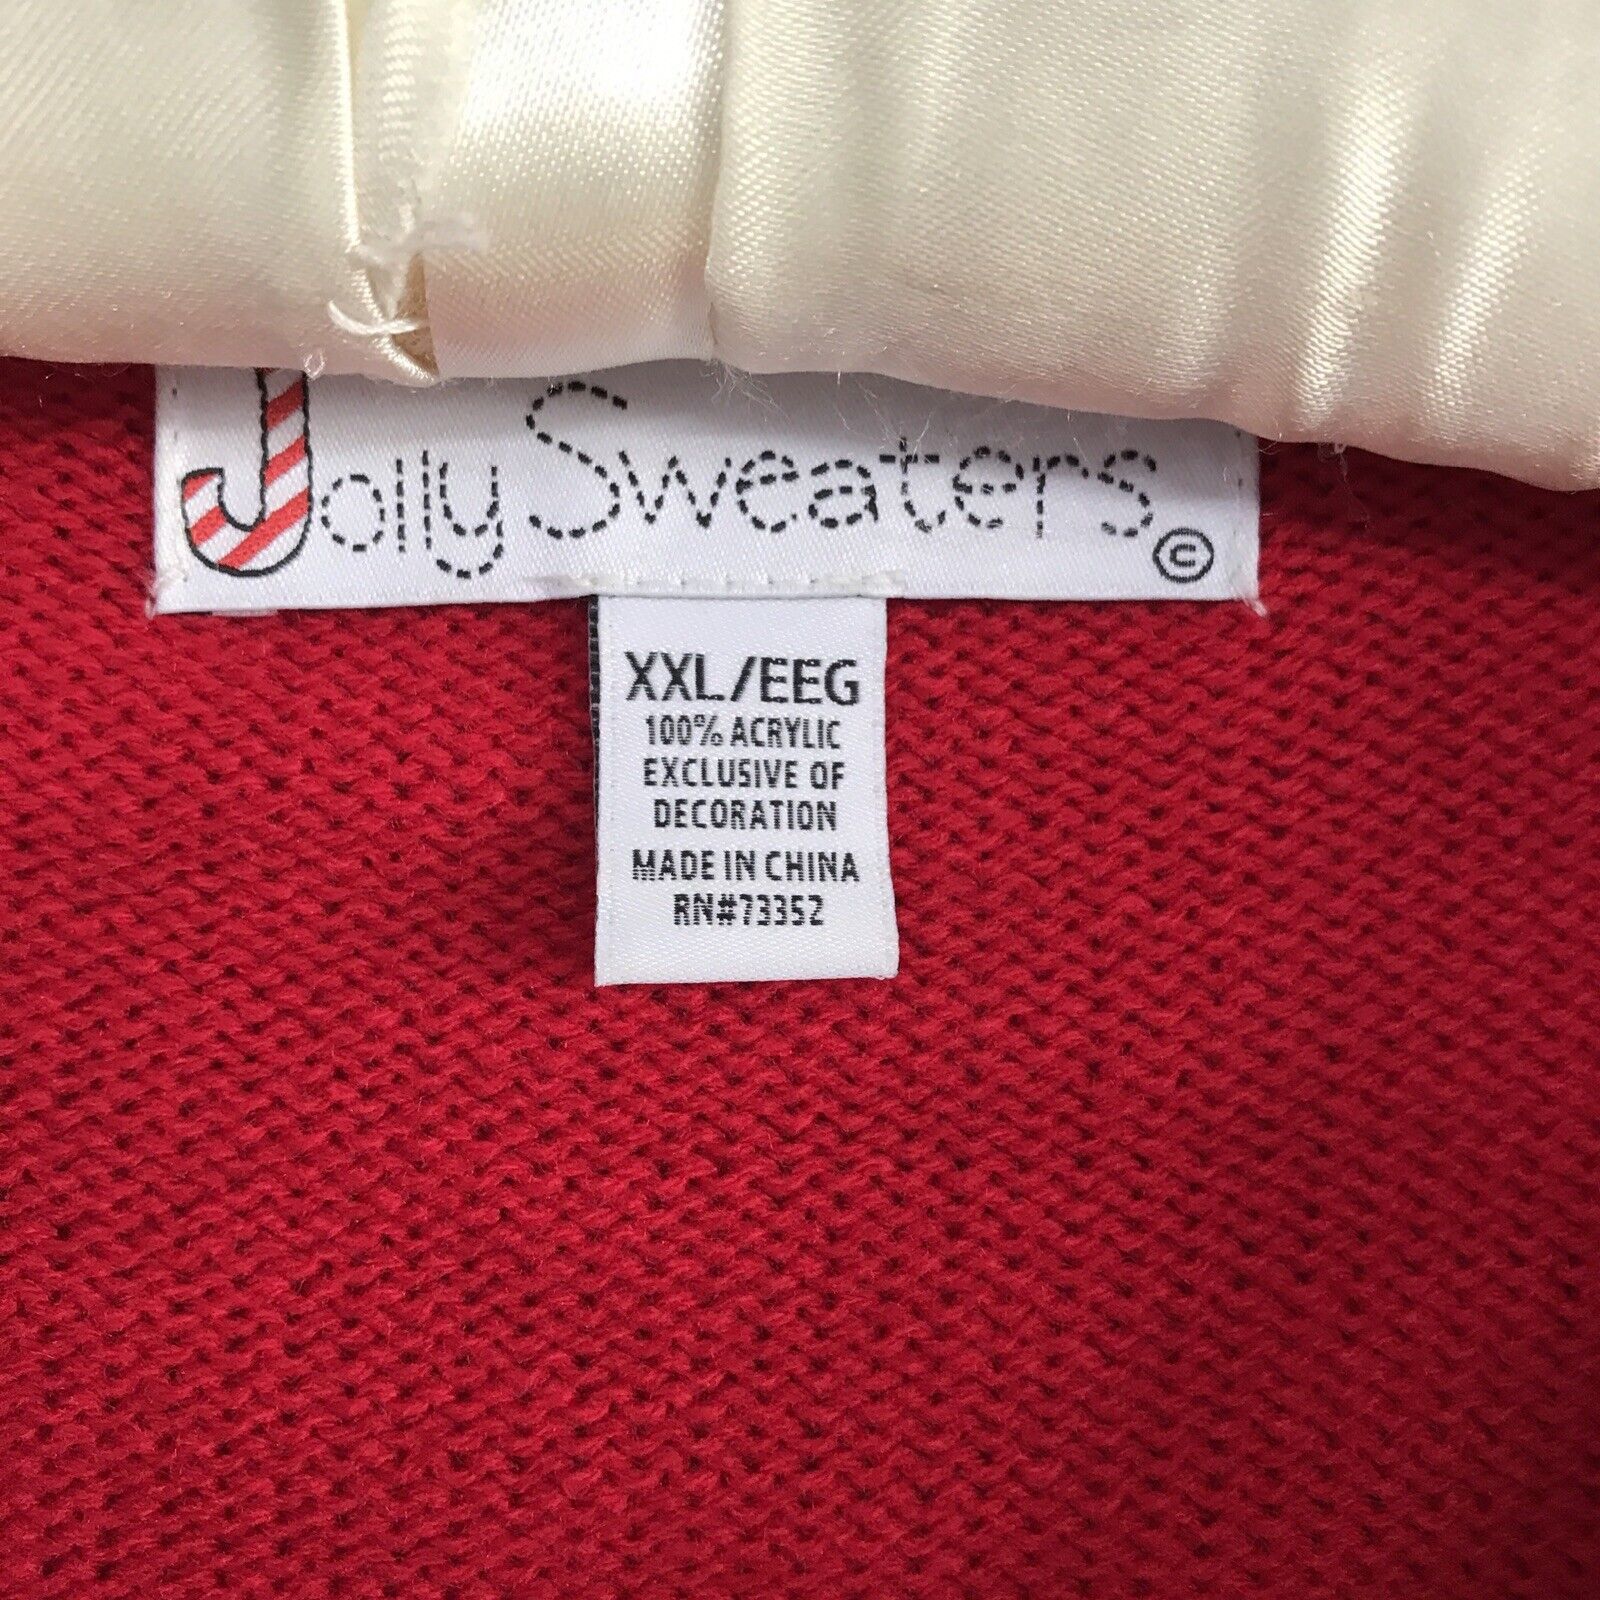 Jolly Sweaters ©
XXL/EEG
100% ACRYLIC
EXCLUSIVE OF
DECORATION
MADE IN CHINA
RN#73352